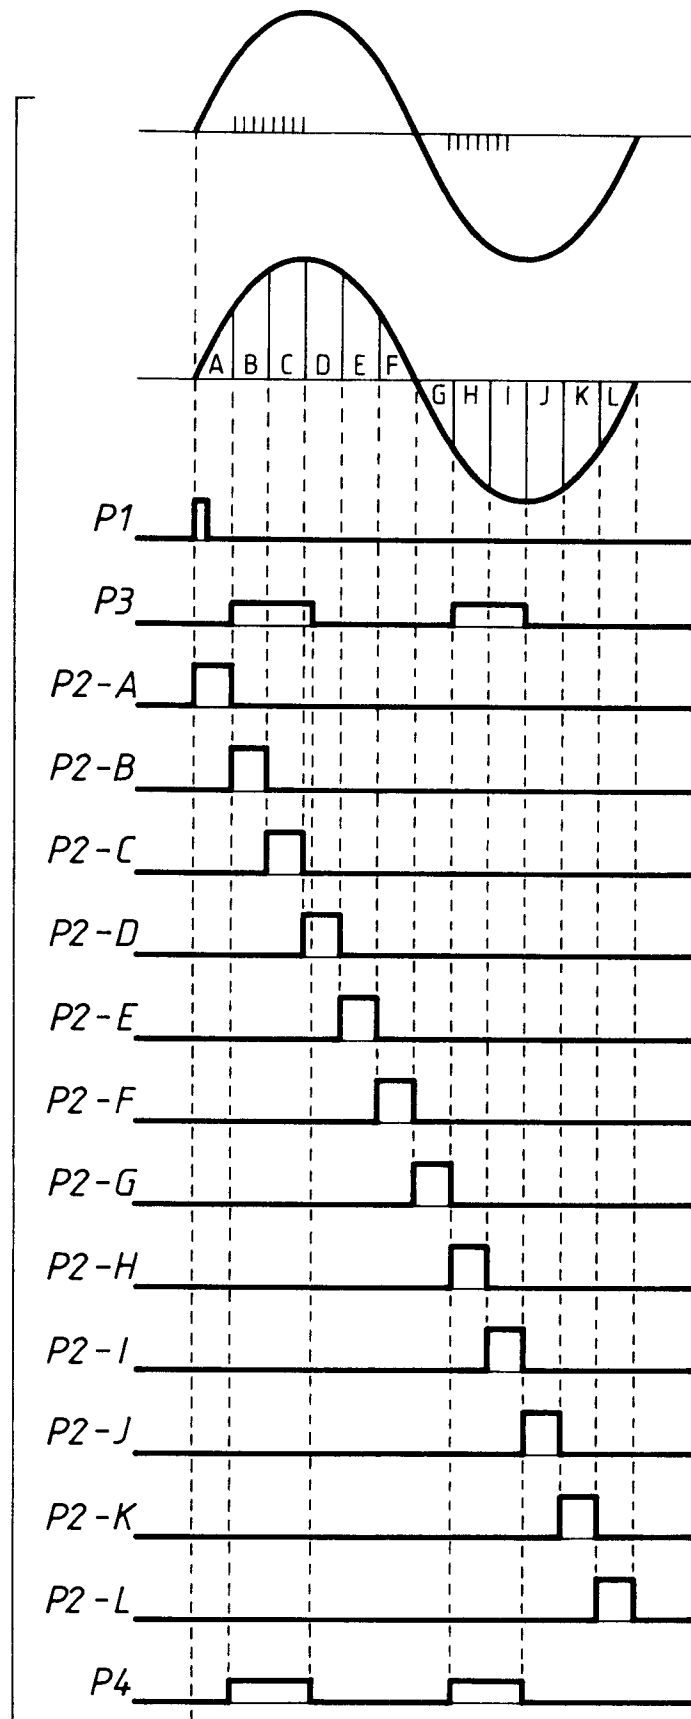 A B C D E F
G H I J K L
P1
P3
P2-A
P2-B
P2-C
P2-D
P2-E
P2-F
P2-G
P2-H
P2-I
P2-J
P2-K
P2-L
P4